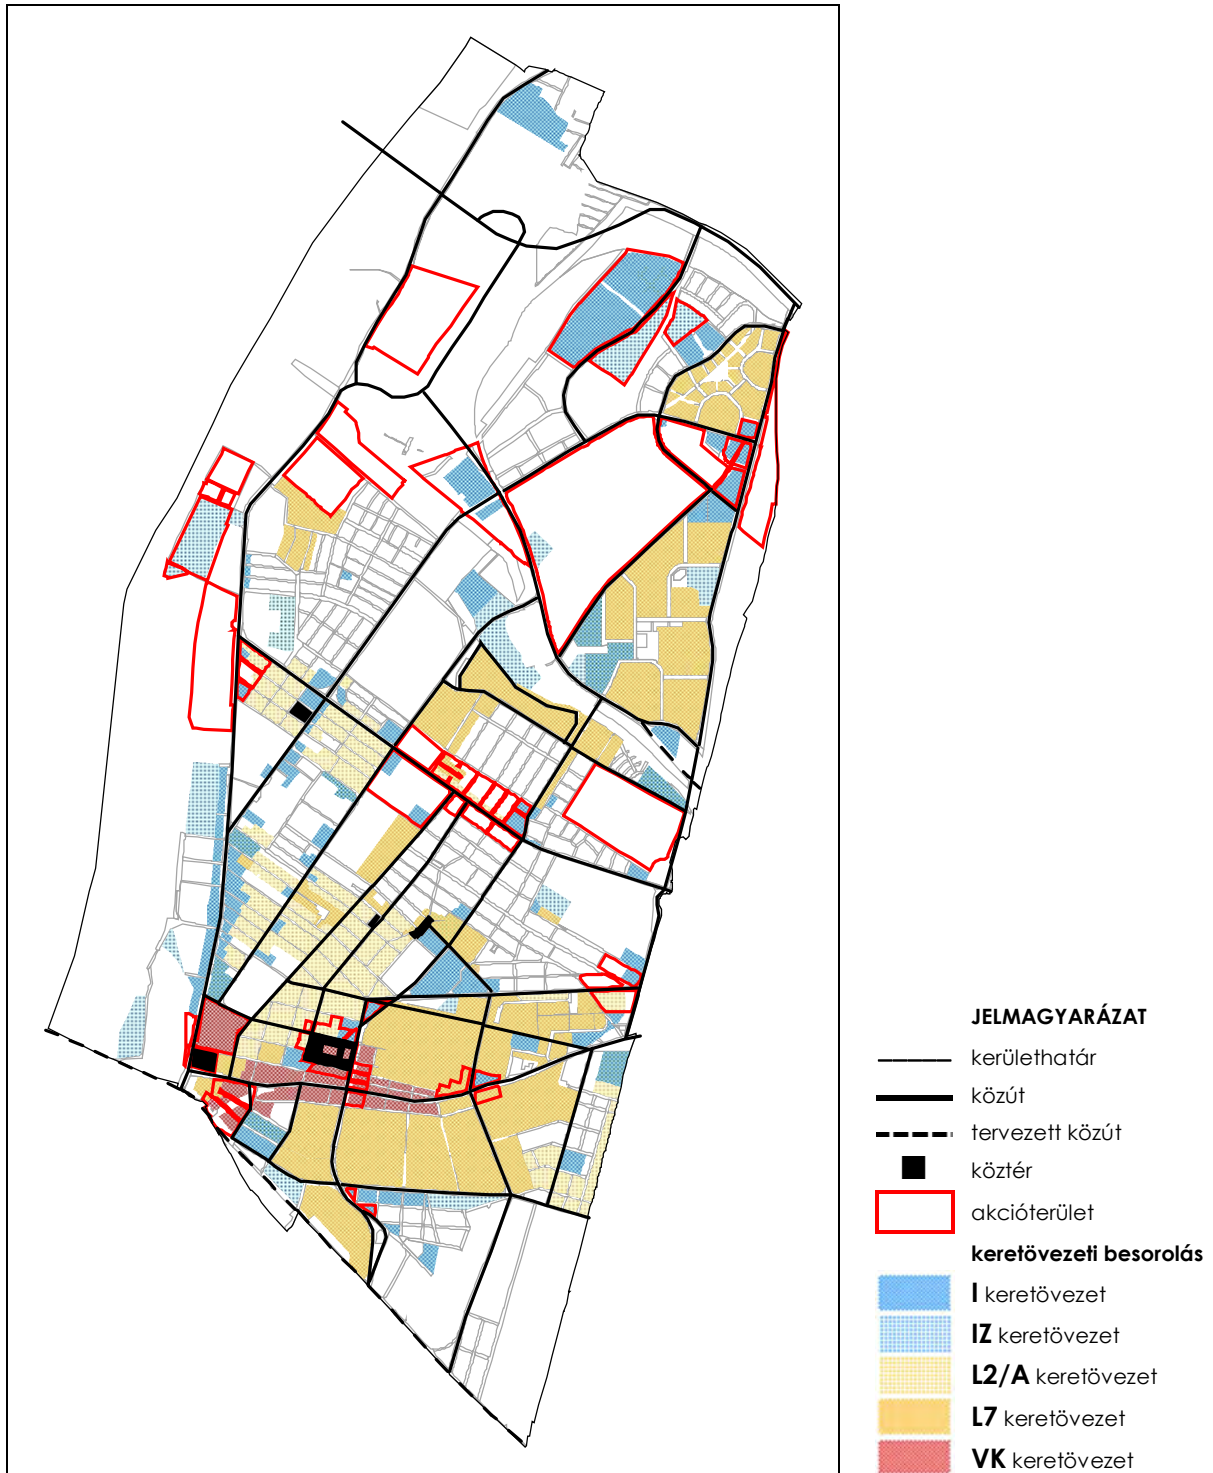 JELMAGYARÁZAT
kerülethatár
közút
tervezett közút
köztér
akcióterület
keretövezeti besorolás
I keretövezet
IZ keretövezet
L2/A keretövezet
L7 keretövezet
VK keretövezet